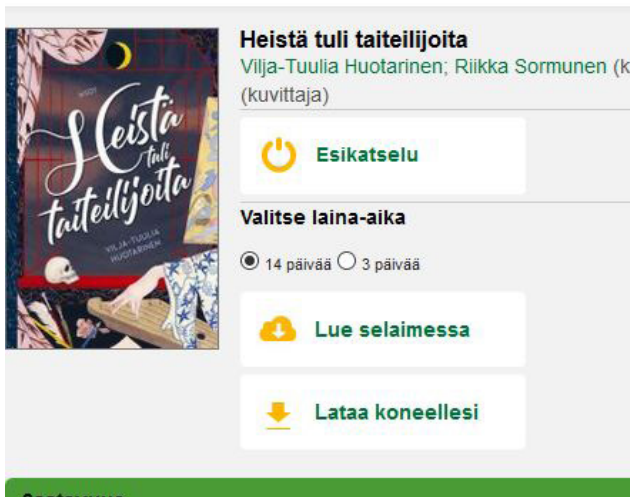 Heistä tuli taiteilijoita
Vilja-Tuulia Huotarinen; Riikka Sormunen (k
(kuvittaja)
WSOY
Heistä
tuli
taiteilijoita
VILJA-TUULIA
HUOTARINEN
Esikatselu
Valitse laina-aika
14 päivää 3 päivää
Lue selaimessa
Lataa koneellesi